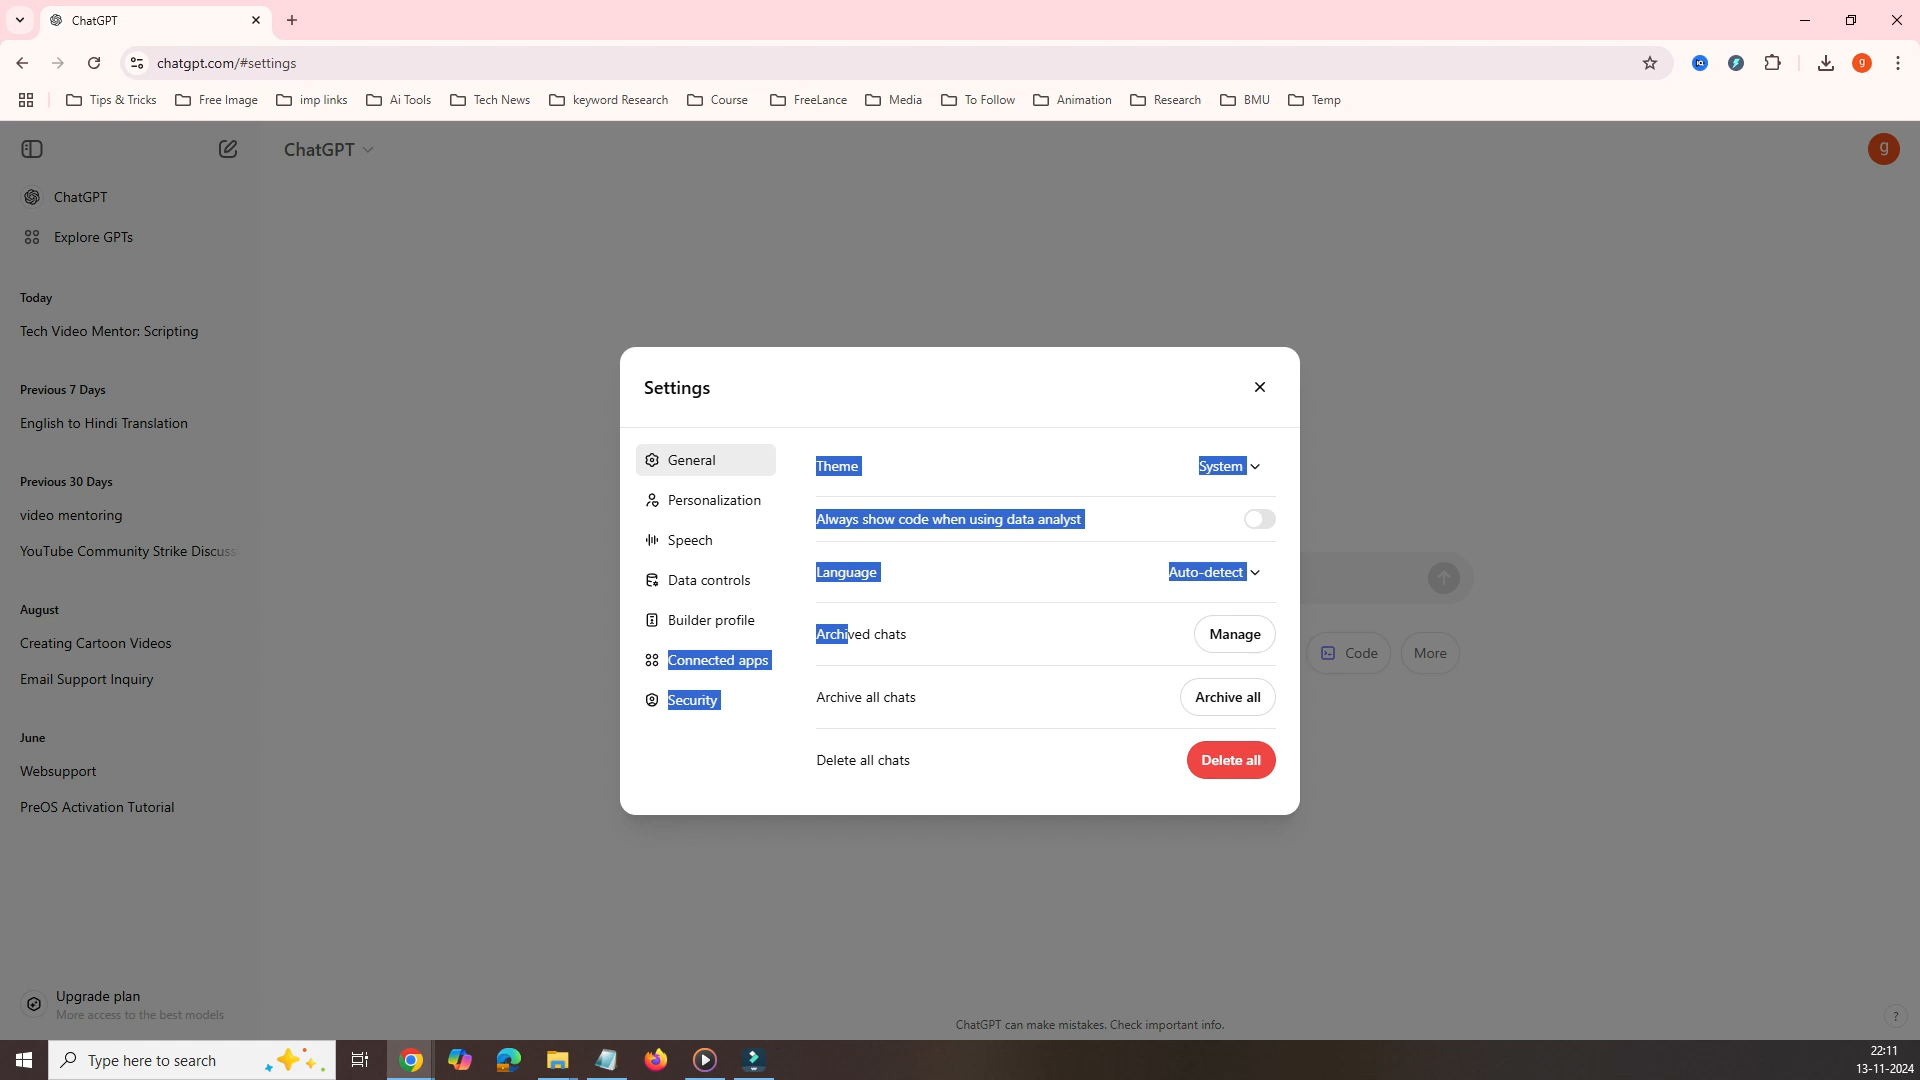 ChatGPT
chatgpt.com/#settings
Tips & Tricks
Free Image
imp links
Ai Tools
Tech News
keyword Research
Course
FreeLance
Media
To Follow
Animation
Research
BMU
Temp
g
ChatGPT
g
ChatGPT
Explore GPTs
Today
Tech Video Mentor: Scripting
Previous 7 Days
English to Hindi Translation
Previous 30 Days
video mentoring
YouTube Community Strike Discuss
August
Creating Cartoon Videos
Email Support Inquiry
June
Websupport
PreOS Activation Tutorial
Upgrade plan
More access to the best models
Settings
General
Personalization
Speech
Data controls
Builder profile
Connected apps
Security
Theme
System
Always show code when using data analyst
Language
Auto-detect
Archived chats
Manage
Archive all chats
Archive all
Delete all chats
Delete all
Code
More
ChatGPT can make mistakes. Check important info.
?
Type here to search
22:11
13-11-2024